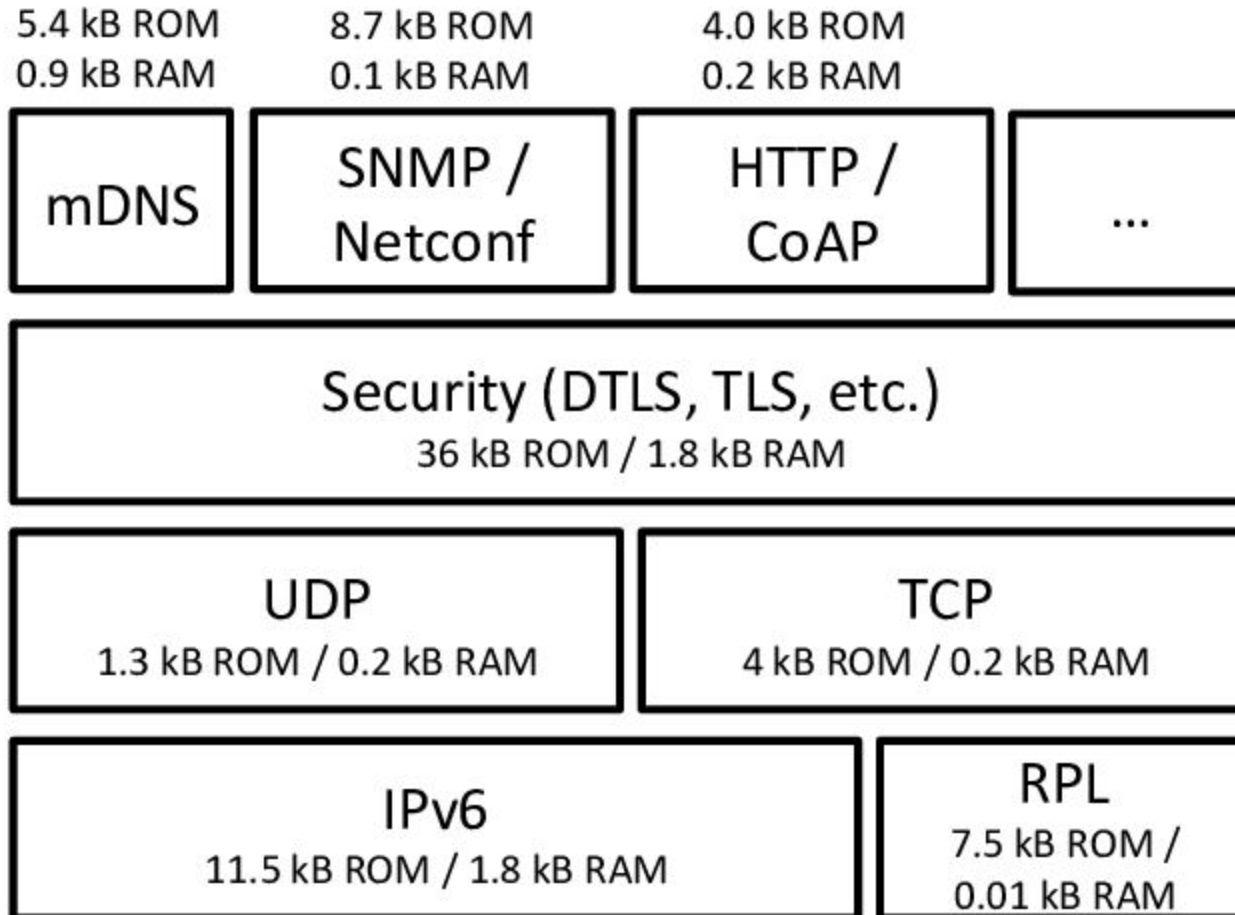 5.4 kB ROM
0.9 kB RAM
8.7 kB ROM
0.1 kB RAM
4.0 kB ROM
0.2 kB RAM
mDNS
SNMP /
Netconf
HTTP /
CoAP
...
Security (DTLS, TLS, etc.)
36 kB ROM / 1.8 kB RAM
UDP
1.3 kB ROM / 0.2 kB RAM
TCP
4 kB ROM / 0.2 kB RAM
IPv6
11.5 kB ROM / 1.8 kB RAM
RPL
7.5 kB ROM /
0.01 kB RAM